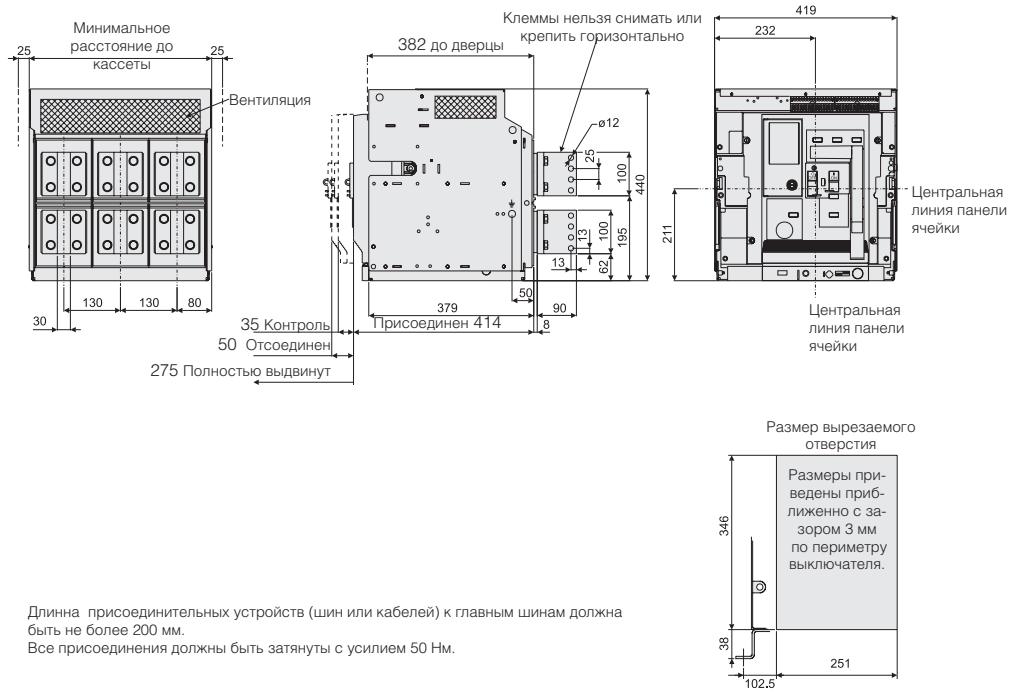 Минимальное
расстояние до
кассеты
25
25
Вентиляция
130
130
80
30
382 до дверцы
Клеммы нельзя снимать или
крепить горизонтально
ø12
25
100
440
100
195
13
13
62
50
379
90
35 Контроль
Присоединен 414
8
50 Отсоединен
275 Полностью выдвинут
419
232
211
Центральная
линия панели
ячейки
Центральная
линия панели
ячейки
Размер вырезаемого
отверстия
Размеры при-
ведены приб-
лиженно с за-
зором 3 мм
по периметру
выключателя.
346
38
251
102.5
Длинна присоединительных устройств (шин или кабелей) к главным шинам должна
быть не более 200 мм.
Все присоединения должны быть затянуты с усилием 50 Нм.